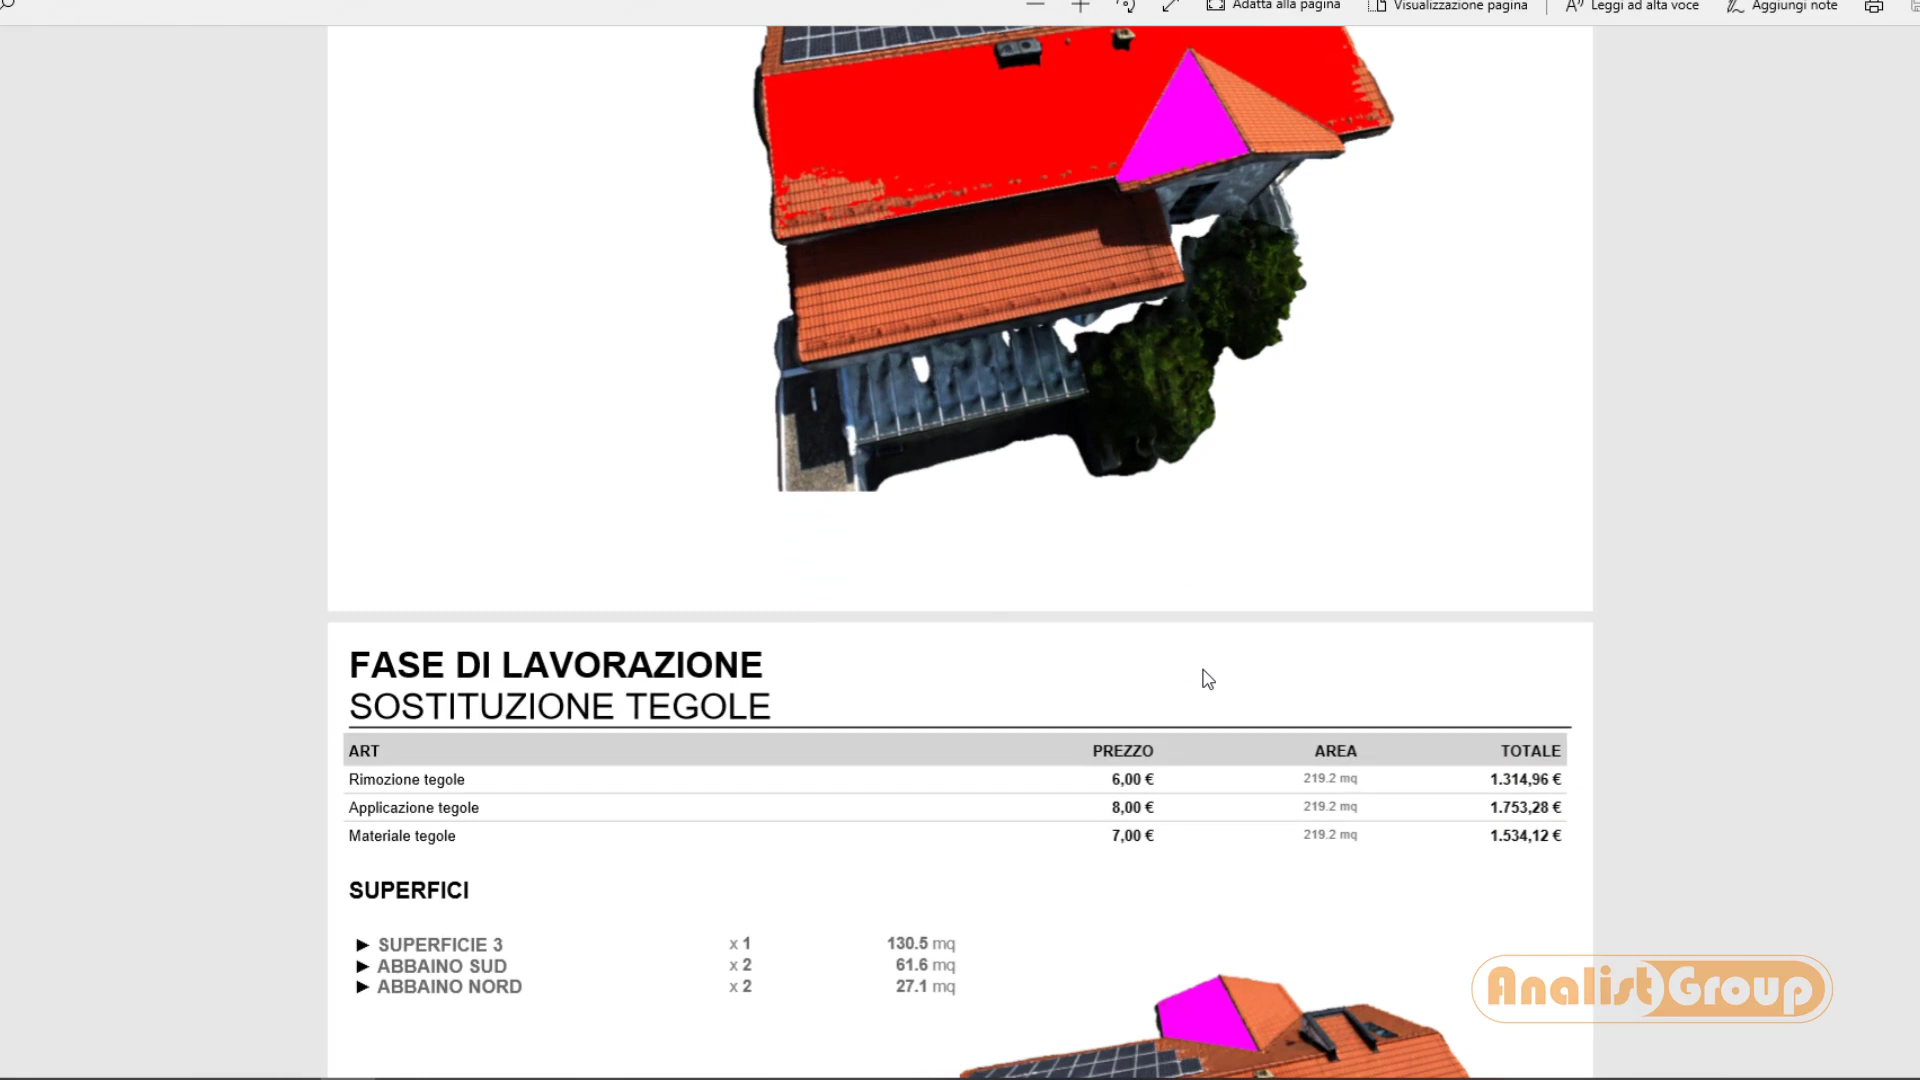 Adatta alla pagina
Visualizzazione pagina
Leggi ad alta voce
Aggiungi note
FASE DI LAVORAZIONE
SOSTITUZIONE TEGOLE
ART PREZZO AREA TOTALE
Rimozione tegole 6,00 € 219.2 mq 1.314,96 €
Applicazione tegole 8,00 € 219.2 mq 1.753,28 €
Materiale tegole 7,00 € 219.2 mq 1.534,12 €
SUPERFICI
► SUPERFICIE 3 x 1 130.5 mq
► ABBAINO SUD x 2 61.6 mq
► ABBAINO NORD x 2 27.1 mq
AnalistGroup